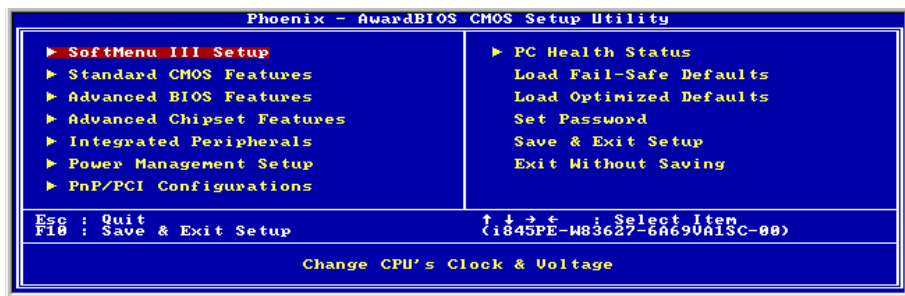 Phoenix - AwardBIOS CMOS Setup Utility
► SoftMenu III Setup
► Standard CMOS Features
► Advanced BIOS Features
► Advanced Chipset Features
► Integrated Peripherals
► Power Management Setup
► PnP/PCI Configurations
► PC Health Status
Load Fail-Safe Defaults
Load Optimized Defaults
Set Password
Save & Exit Setup
Exit Without Saving
Esc : Quit
F10 : Save & Exit Setup
↑ ↓ → ← : Select Item
(i845PE-W83627-6A69VA1SC-00)
Change CPU's Clock & Voltage